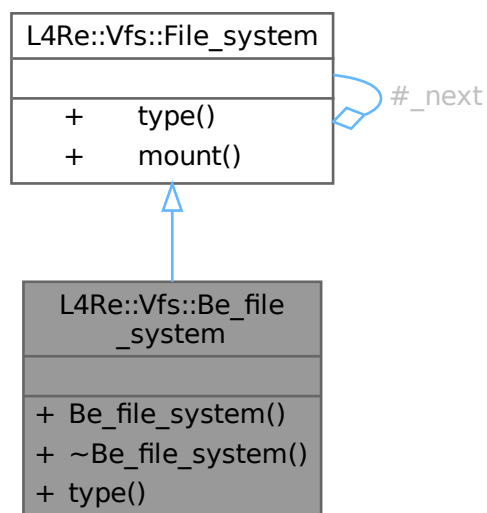 L4Re::Vfs::File_system
+ type()
+ mount()
#_next
L4Re::Vfs::Be_file
_system
+ Be_file_system()
+ ~Be_file_system()
+ type()